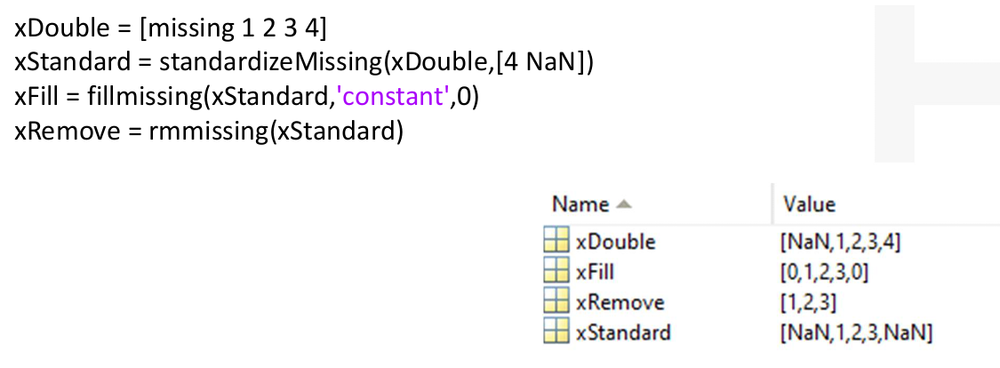 xDouble = [missing 1 2 3 4]
xStandard = standardizeMissing(xDouble,[4 NaN])
xFill = fillmissing(xStandard,'constant',0)
xRemove = rmmissing(xStandard)
Name Value
xDouble [NaN,1,2,3,4]
xFill [0,1,2,3,0]
xRemove [1,2,3]
xStandard [NaN,1,2,3,NaN]